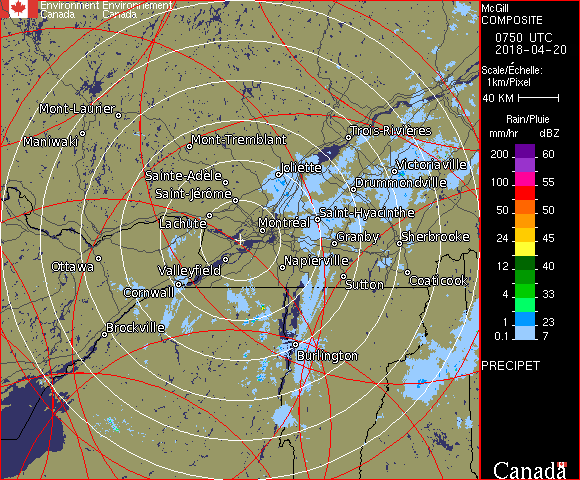 Environment Environnement
Canada Canada
McGill
COMPOSITE
0750 UTC
2018-04-20
Scale/Échelle:
1km/Pixel
40 KM
Rain/Pluie
mm/hr dBZ
200 60
100 55
50 50
24 45
12 40
4 33
1 23
0.1 7
PRECIPET
Canada
Mont-Laurier
Maniwaki
Mont-Tremblant
Trois-Rivières
Joliette
Victoriaville
Sainte-Adèle
Drummondville
Saint-Jérôme
Lachute
Saint-Hyacinthe
Montréal
Granby
Sherbrooke
Ottawa
Valleyfield
Napierville
Cornwall
Sutton
Coaticook
Brockville
Burlington